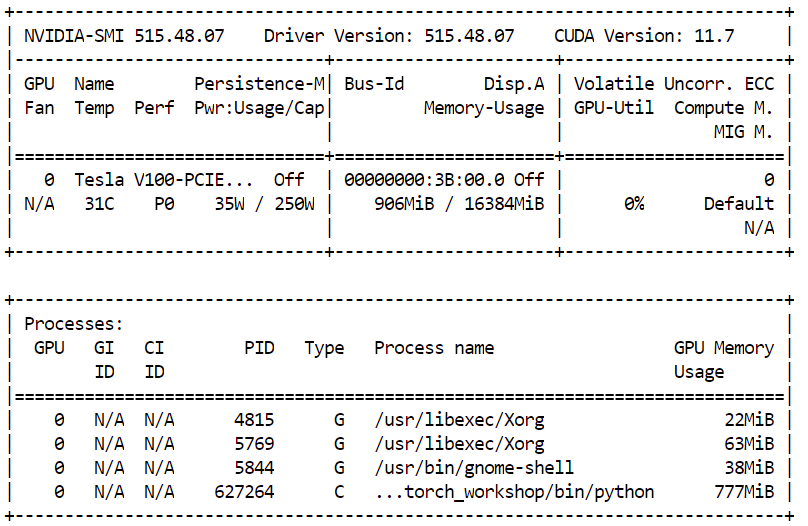 +-----------------------------------------------------------------------------+
| NVIDIA-SMI 515.48.07    Driver Version: 515.48.07    CUDA Version: 11.7     |
|-------------------------------+----------------------+----------------------+
| GPU  Name        Persistence-M| Bus-Id        Disp.A | Volatile Uncorr. ECC |
| Fan  Temp  Perf  Pwr:Usage/Cap|         Memory-Usage | GPU-Util  Compute M. |
|                               |                      |               MIG M. |
|===============================+======================+======================|
|   0  Tesla V100-PCIE...  Off  | 00000000:3B:00.0 Off |                    0 |
| N/A   31C    P0    35W / 250W |    906MiB / 16384MiB |      0%      Default |
|                               |                      |                  N/A |
+-------------------------------+----------------------+----------------------+

+-----------------------------------------------------------------------------+
| Processes:                                                                  |
|  GPU   GI   CI        PID   Type   Process name                  GPU Memory |
|        ID   ID                                                   Usage      |
|=============================================================================|
|    0   N/A  N/A      4815      G   /usr/libexec/Xorg                  22MiB |
|    0   N/A  N/A      5769      G   /usr/libexec/Xorg                  63MiB |
|    0   N/A  N/A      5844      G   /usr/bin/gnome-shell               38MiB |
|    0   N/A  N/A    627264      C   ...torch_workshop/bin/python      777MiB |
+-----------------------------------------------------------------------------+